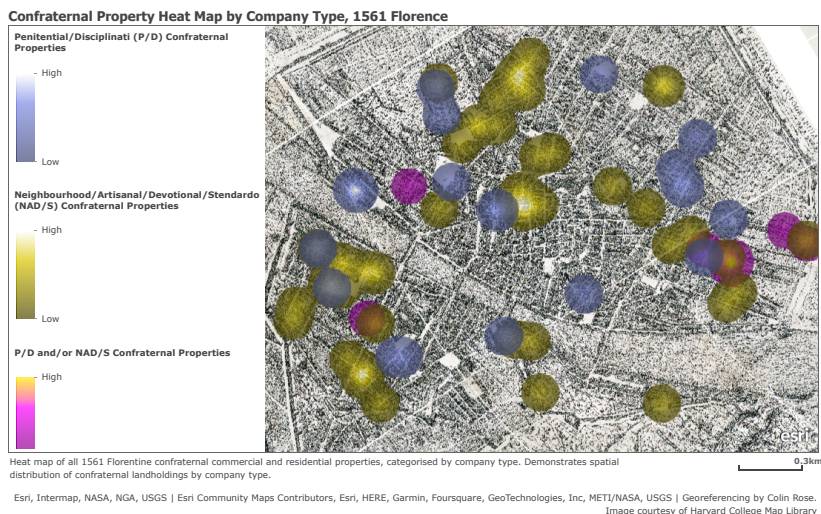 Confraternal Property Heat Map by Company Type, 1561 Florence
Penitential/Disciplinati (P/D) Confraternal
Properties
High
Low
Neighbourhood/Artisanal/Devotional/Stendardo
(NAD/S) Confraternal Properties
High
Low
P/D and/or NAD/S Confraternal Properties
High
esri
0.3km
Heat map of all 1561 Florentine confraternal commercial and residential properties, categorised by company type. Demonstrates spatial
distribution of confraternal landholdings by company type.
Esri, Intermap, NASA, NGA, USGS | Esri Community Maps Contributors, Esri, HERE, Garmin, Foursquare, GeoTechnologies, Inc, METI/NASA, USGS | Georeferencing by Colin Rose.
Image courtesy of Harvard College Map Library